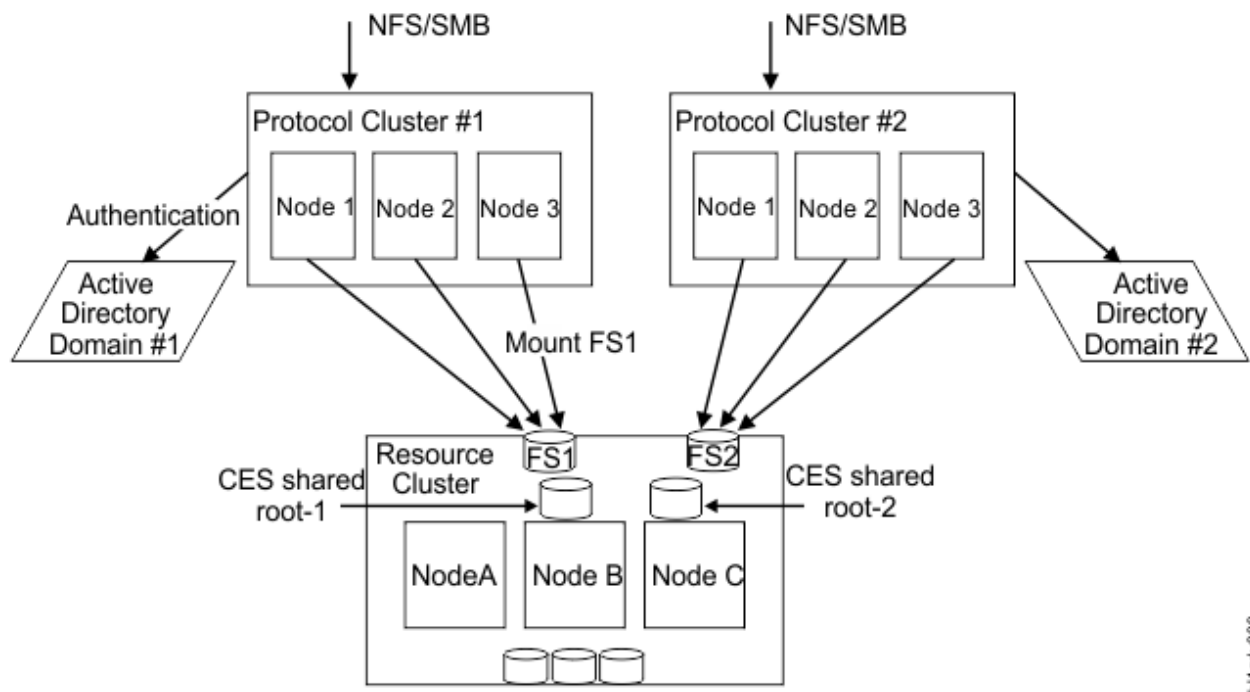 NFS/SMB
NFS/SMB
Protocol Cluster #1
Node 1
Node 2
Node 3
Protocol Cluster #2
Node 1
Node 2
Node 3
Authentication
Active
Directory
Domain #1
Active
Directory
Domain #2
Mount FS1
FS1
FS2
Resource
Cluster
CES shared
root-1
CES shared
root-2
NodeA
Node B
Node C